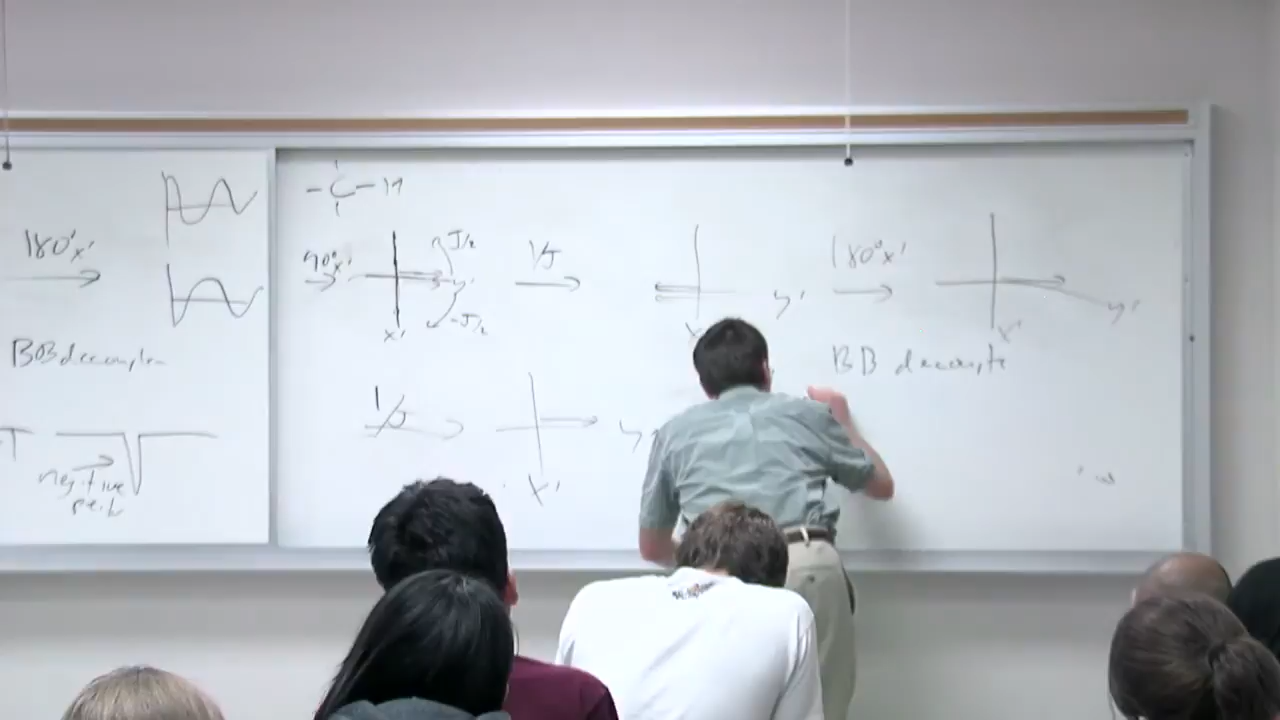 180°x'
BB decouple
negative
peak
-C-H
90°x'
J/2
-J/2
y'
x'
1/J
y'
x
180°x'
y'
x'
BB decouple
1/J
y
x'